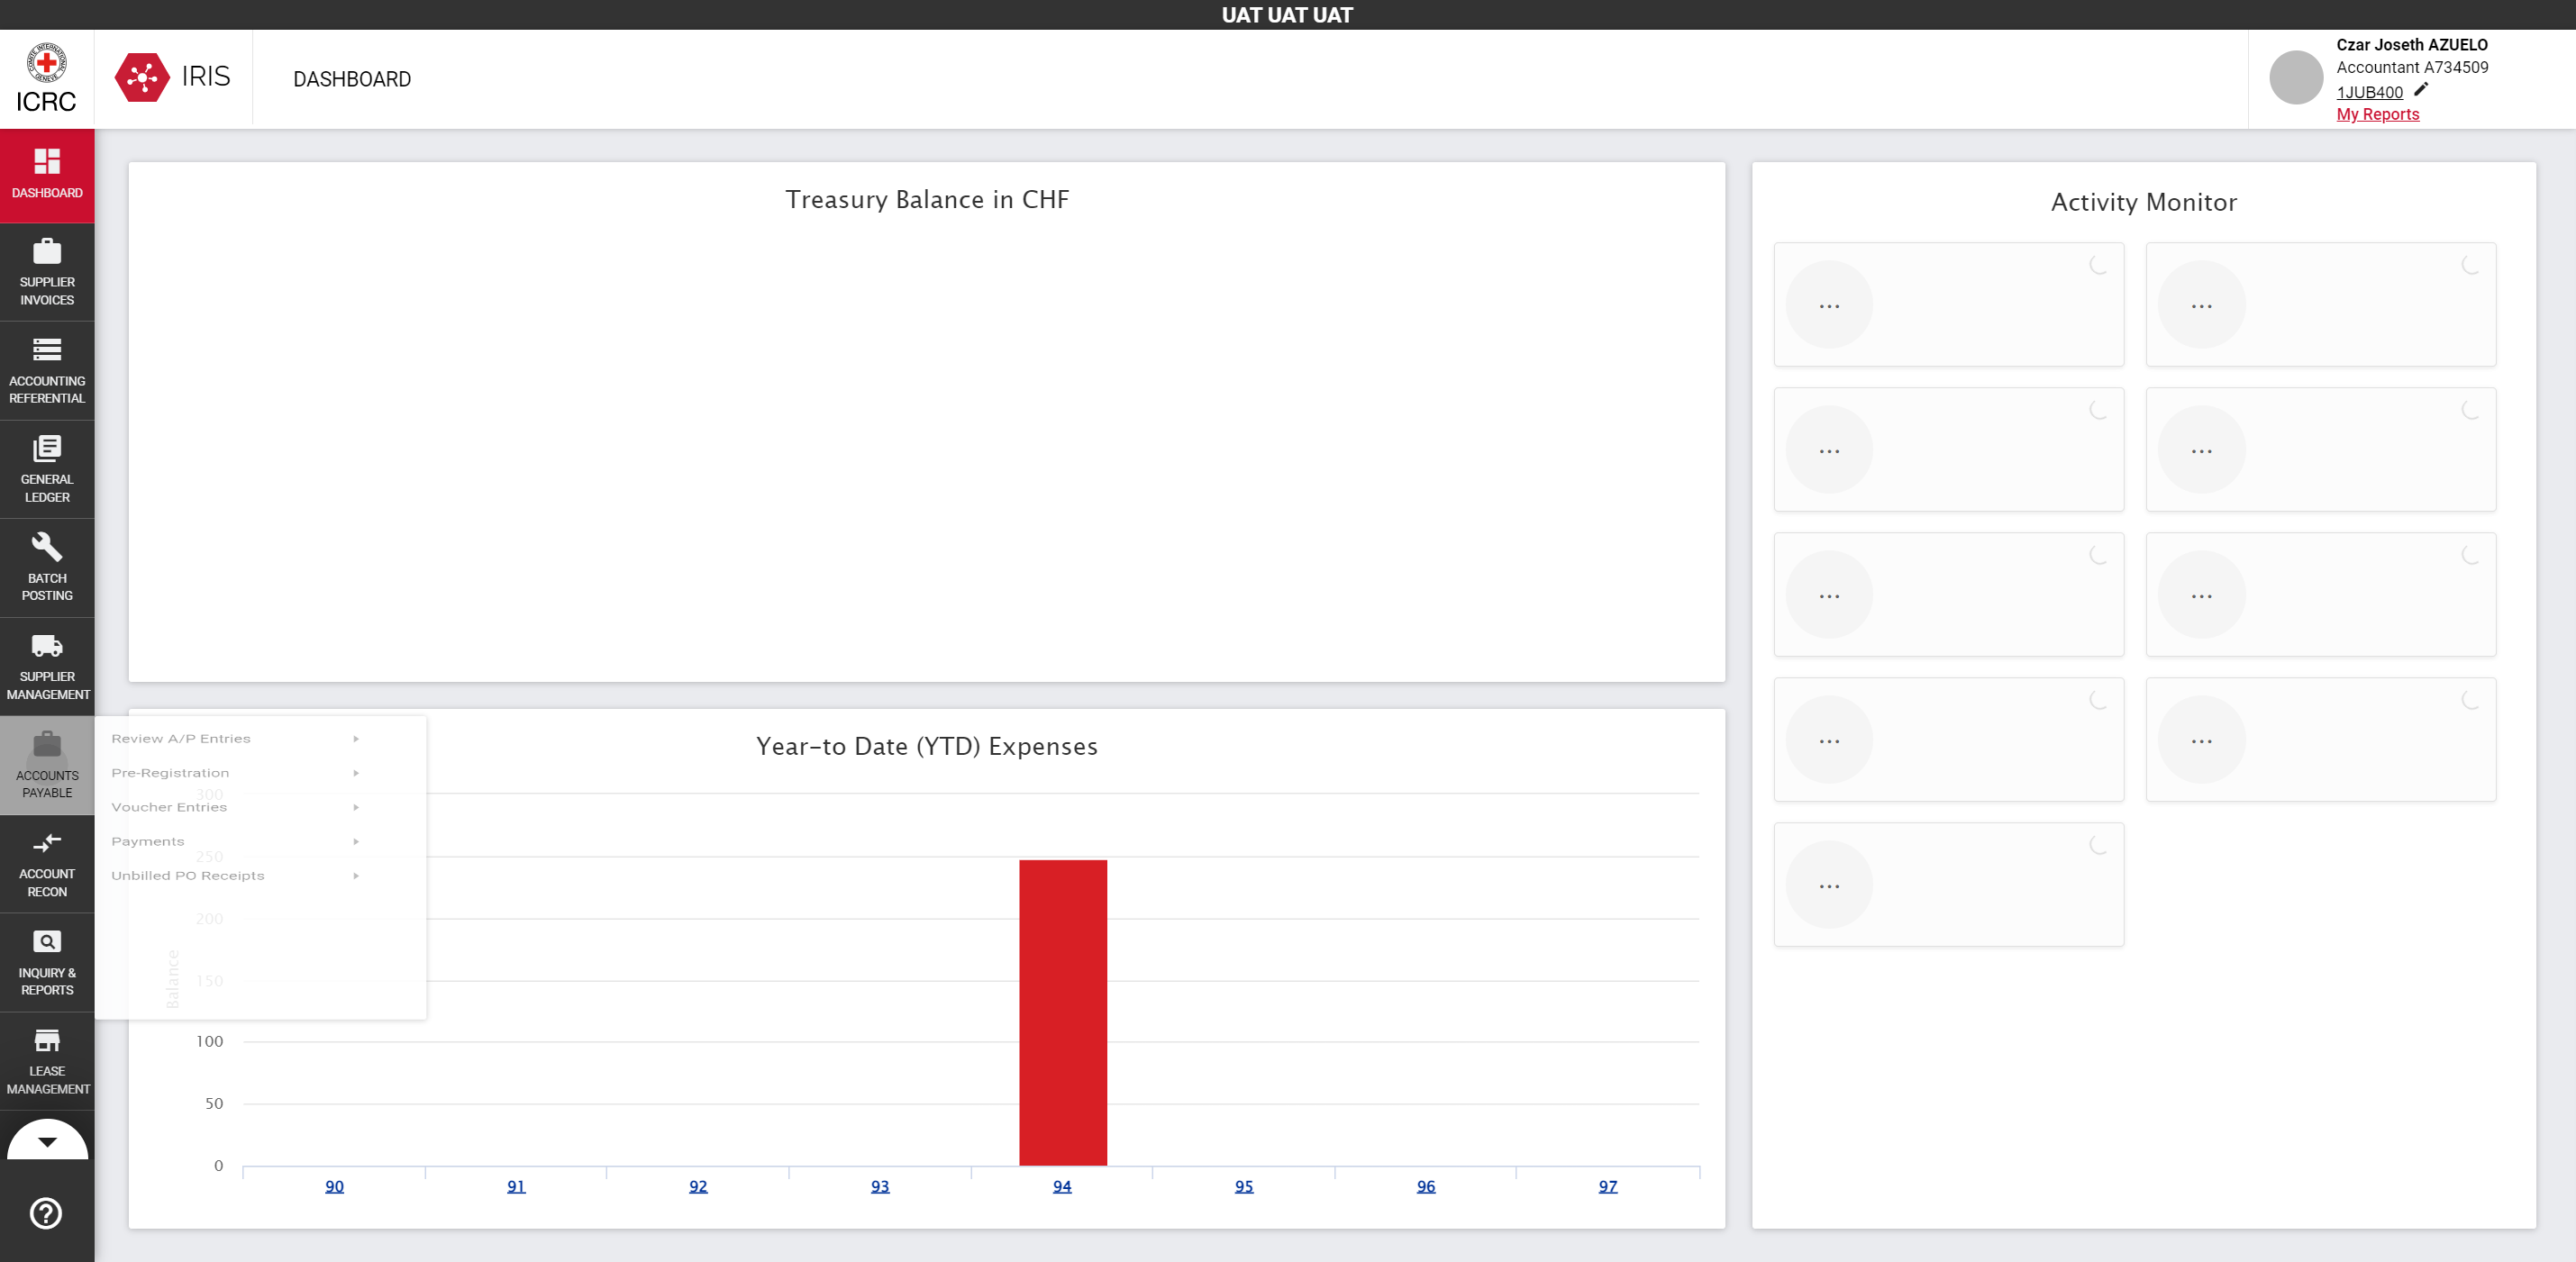 UAT UAT UAT
ICRC
IRIS
DASHBOARD
Czar Joseth AZUELO
Accountant A734509
1JUB400
My Reports
DASHBOARD
SUPPLIER
INVOICES
ACCOUNTING
REFERENTIAL
GENERAL
LEDGER
BATCH
POSTING
SUPPLIER
MANAGEMENT
ACCOUNTS
PAYABLE
ACCOUNT
RECON
INQUIRY &
REPORTS
LEASE
MANAGEMENT
Review A/P Entries
Pre-Registration
Voucher Entries
Payments
Unbilled PO Receipts
Treasury Balance in CHF
Year-to Date (YTD) Expenses
Balance
300
250
200
150
100
50
0
90
91
92
93
94
95
96
97
Activity Monitor
...
...
...
...
...
...
...
...
...